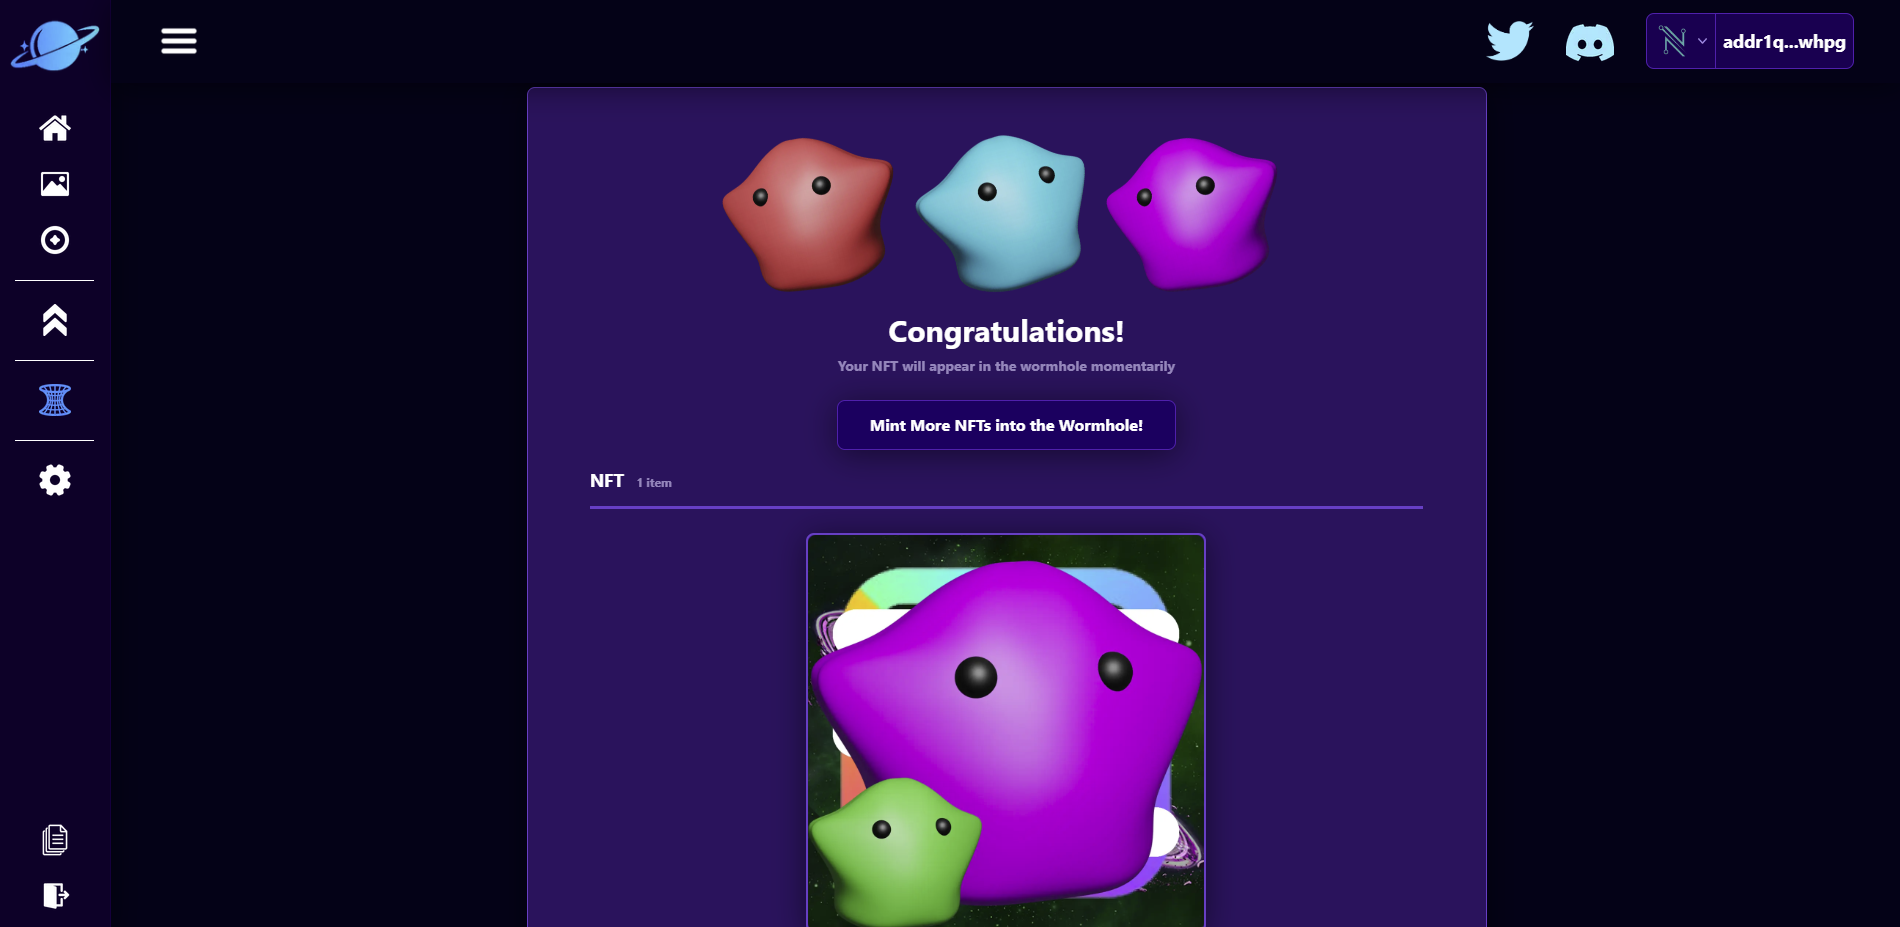 addr1q...whpg
Congratulations!
Your NFT will appear in the wormhole momentarily
Mint More NFTs into the Wormhole!
NFT 1 item